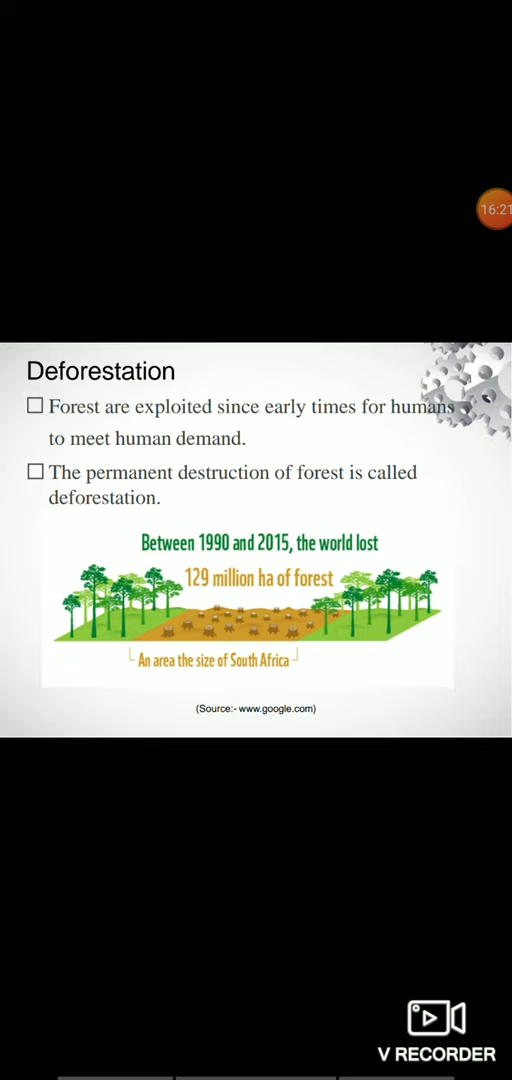 16:21
Deforestation
Forest are exploited since early times for humans
to meet human demand.
The permanent destruction of forest is called
deforestation.
Between 1990 and 2015, the world lost
129 million ha of forest
An area the size of South Africa
(Source:- www.google.com)
V RECORDER